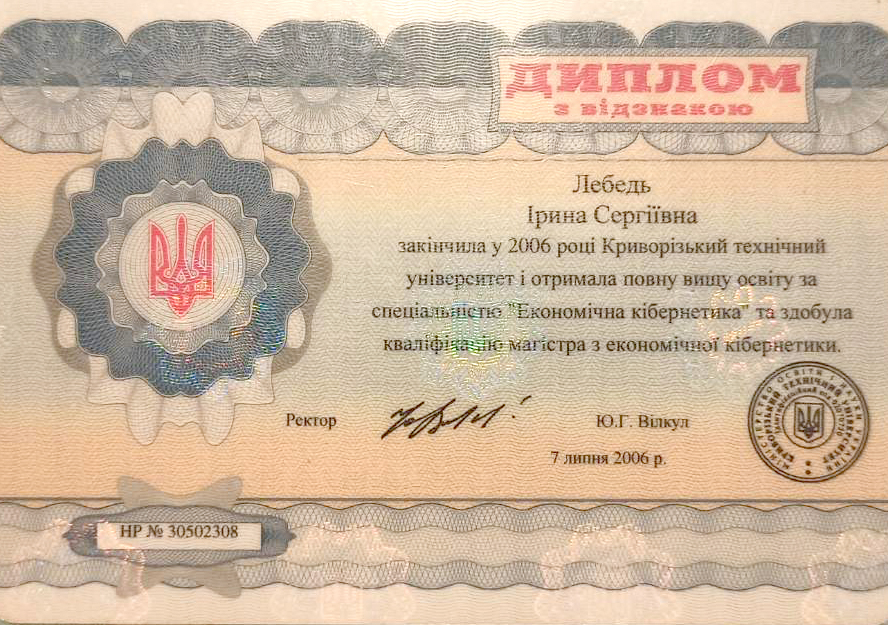 ДИПЛОМ
з відзнакою
Лебедь
Ірина Сергіївна
закінчила у 2006 році Криворізький технічний
університет і отримала повну вищу освіту за
спеціальністю "Економічна кібернетика" та здобула
кваліфікацію магістра з економічної кібернетики.
Ректор
Ю.Г. Вілкул
7 липня 2006 р.
МІНІСТЕРСТВО ОСВІТИ І НАУКИ УКРАЇНИ
КРИВОРІЗЬКИЙ ТЕХНІЧНИЙ УНІВЕРСИТЕТ
НР № 30502308